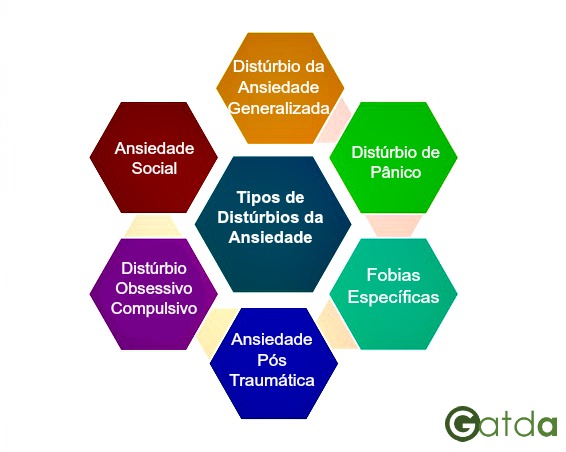 Distúrbio da
Ansiedade
Generalizada
Ansiedade
Social
Distúrbio de
Pânico
Tipos de
Distúrbios da
Ansiedade
Distúrbio
Obsessivo
Compulsivo
Fobias
Específicas
Ansiedade
Pós
Traumática
Gatda